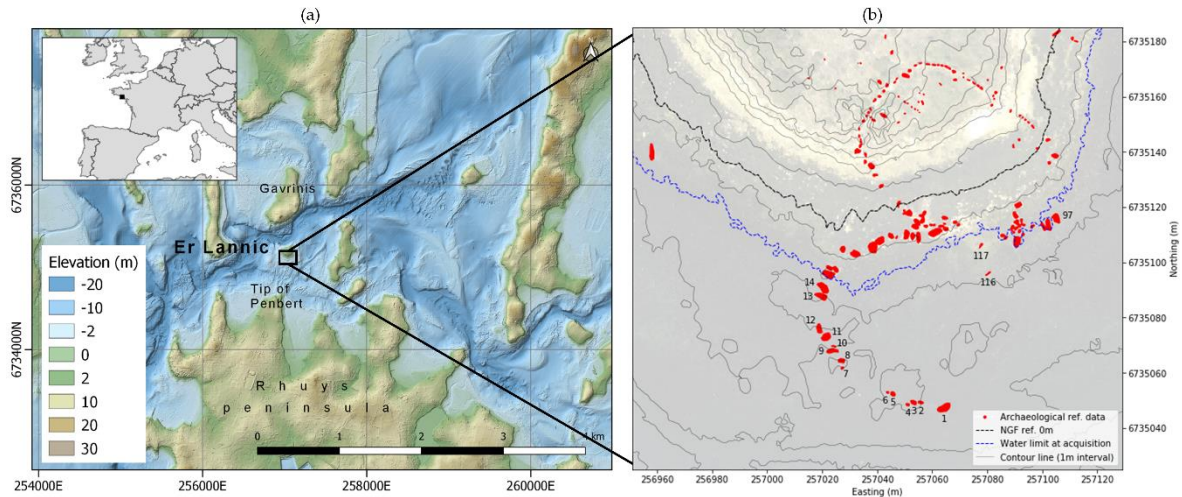 (a)
Gavrinis
Er Lannic
Tip of
Penbert
Rhuys
peninsula
Elevation (m)
-20
-10
-2
0
2
10
20
30
0 1 2 3 4 km
6736000N
6734000N
254000E 256000E 258000E 260000E
(b)
97
117
116
14
13
12
11
10
9
8
7
6
5
4
3
2
1
Archaeological ref. data
NGF ref. 0m
Water limit at acquisition
Contour line (1m interval)
6735180
6735160
6735140
6735120
6735100
6735080
6735060
6735040
Northing (m)
256960 256980 257000 257020 257040 257060 257080 257100 257120
Easting (m)